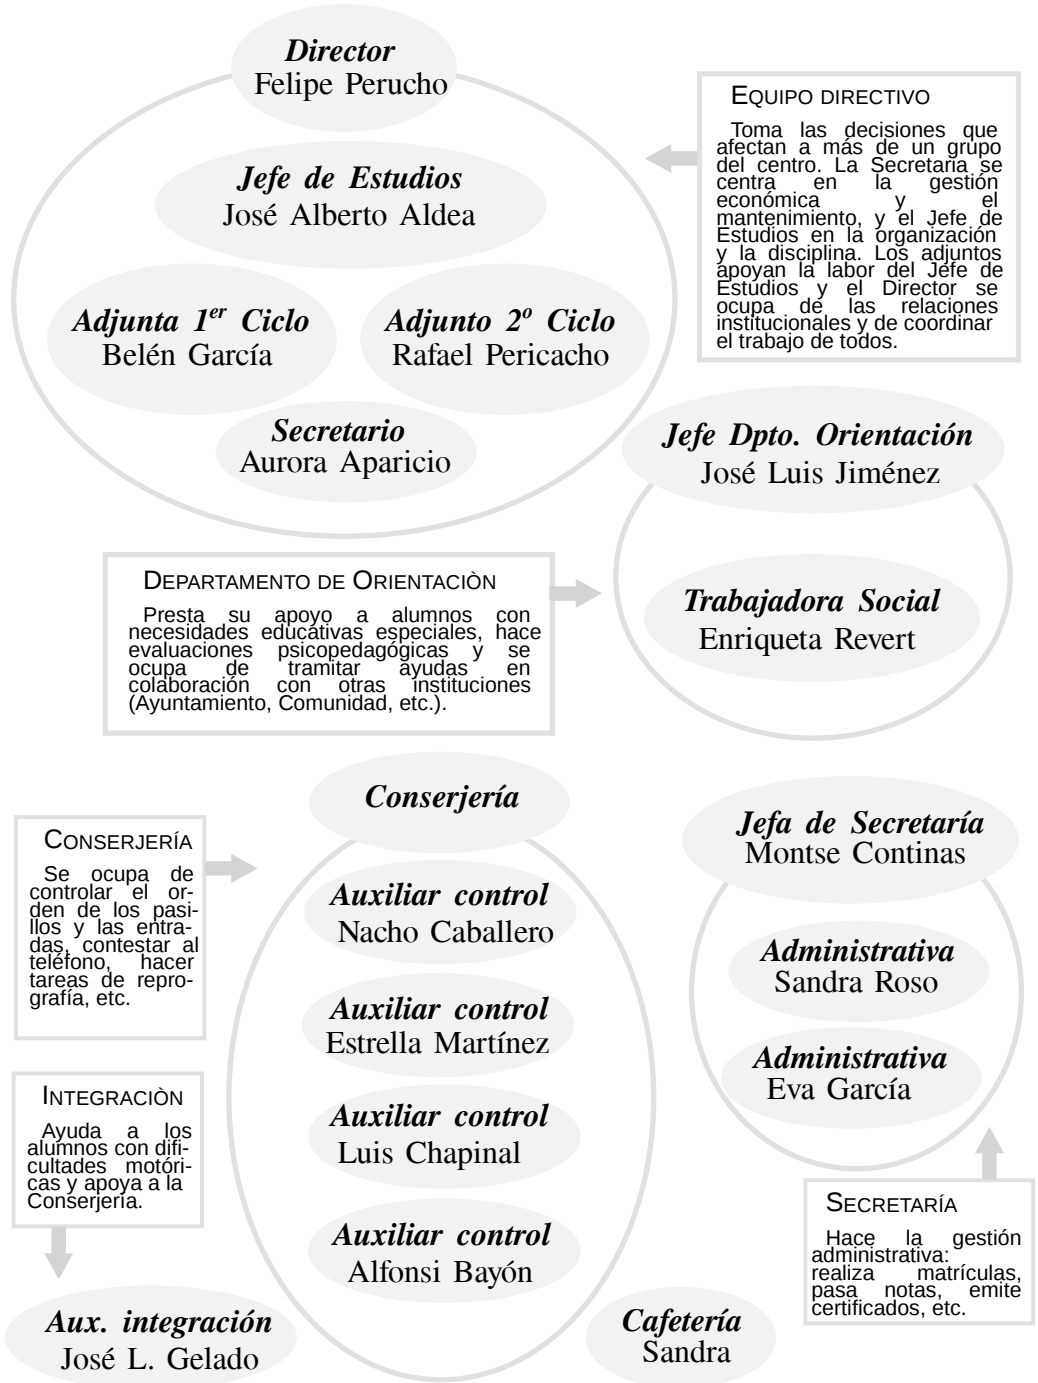 Director
Felipe Perucho
Jefe de Estudios
José Alberto Aldea
Adjunta 1er Ciclo
Belén García
Adjunto 2º Ciclo
Rafael Pericacho
Secretario
Aurora Aparicio
EQUIPO DIRECTIVO
Toma las decisiones que
afectan a más de un grupo
del centro. La Secretaria se
centra en la gestión
económica y el
mantenimiento, y el Jefe de
Estudios en la organización
y la disciplina. Los adjuntos
apoyan la labor del Jefe de
Estudios y el Director se
ocupa de las relaciones
institucionales y de coordinar
el trabajo de todos.
Jefe Dpto. Orientación
José Luis Jiménez
Trabajadora Social
Enriqueta Revert
DEPARTAMENTO DE ORIENTACIÒN
Presta su apoyo a alumnos con
necesidades educativas especiales, hace
evaluaciones psicopedagógicas y se
ocupa de tramitar ayudas en
colaboración con otras instituciones
(Ayuntamiento, Comunidad, etc.).
Conserjería
Auxiliar control
Nacho Caballero
Auxiliar control
Estrella Martínez
Auxiliar control
Luis Chapinal
Auxiliar control
Alfonsi Bayón
CONSERJERÍA
Se ocupa de
controlar el or-
den de los pasi-
llos y las entra-
das, contestar al
teléfono, hacer
tareas de repro-
grafía, etc.
INTEGRACIÒN
Ayuda a los
alumnos con difi-
cultades motóri-
cas y apoya a la
Conserjería.
Aux. integración
José L. Gelado
Jefa de Secretaría
Montse Continas
Administrativa
Sandra Roso
Administrativa
Eva García
SECRETARÍA
Hace la gestión
administrativa:
realiza matrículas,
pasa notas, emite
certificados, etc.
Cafetería
Sandra